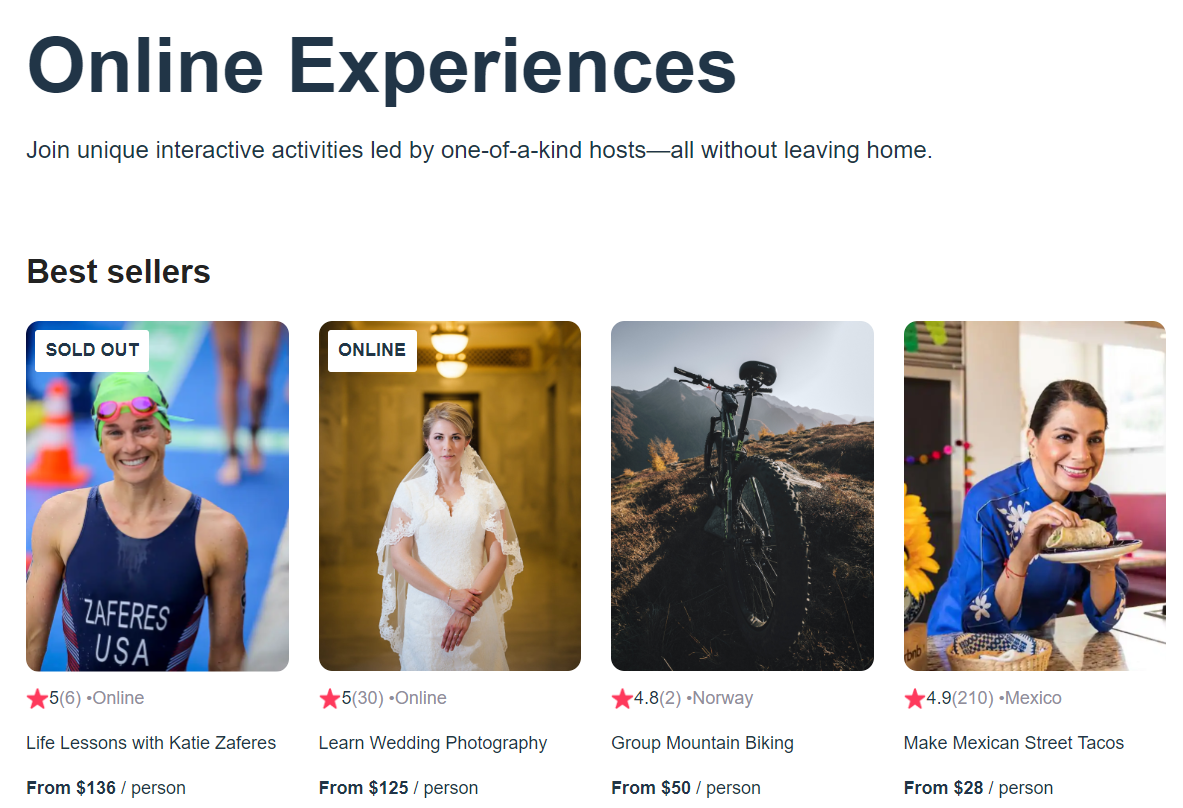 Online Experiences
Join unique interactive activities led by one-of-a-kind hosts—all without leaving home.
Best sellers
SOLD OUT
ZAFERES
USA
5(6) •Online
Life Lessons with Katie Zaferes
From $136 / person
ONLINE
5(30) •Online
Learn Wedding Photography
From $125 / person
4.8(2) •Norway
Group Mountain Biking
From $50 / person
bnb
4.9(210) •Mexico
Make Mexican Street Tacos
From $28 / person